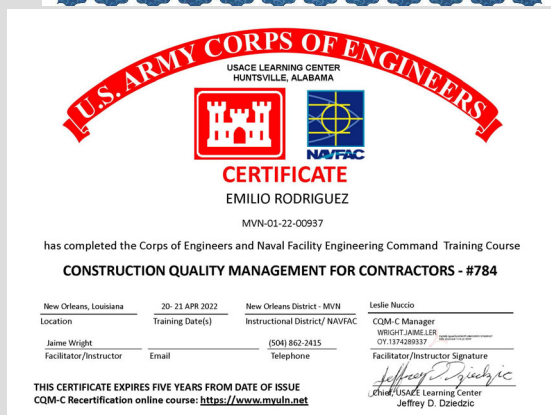 U.S. ARMY CORPS OF ENGINEERS
USACE LEARNING CENTER
HUNTSVILLE, ALABAMA
NAVFAC
CERTIFICATE
EMILIO RODRIGUEZ
MVN-01-22-00937
has completed the Corps of Engineers and Naval Facility Engineering Command Training Course
CONSTRUCTION QUALITY MANAGEMENT FOR CONTRACTORS - #784
New Orleans, Louisiana
Location
20- 21 APR 2022
Training Date(s)
New Orleans District - MVN
Instructional District/ NAVFAC
Leslie Nuccio
CQM-C Manager
Jaime Wright
Facilitator/Instructor
Email
(504) 862-2415
Telephone
WRIGHT.JAIME.LER
OY.1374289337
Facilitator/Instructor Signature
Jeffrey D. Dziedzic
Chief, USACE Learning Center
Jeffrey D. Dziedzic
THIS CERTIFICATE EXPIRES FIVE YEARS FROM DATE OF ISSUE
CQM-C Recertification online course: https://www.myuln.net